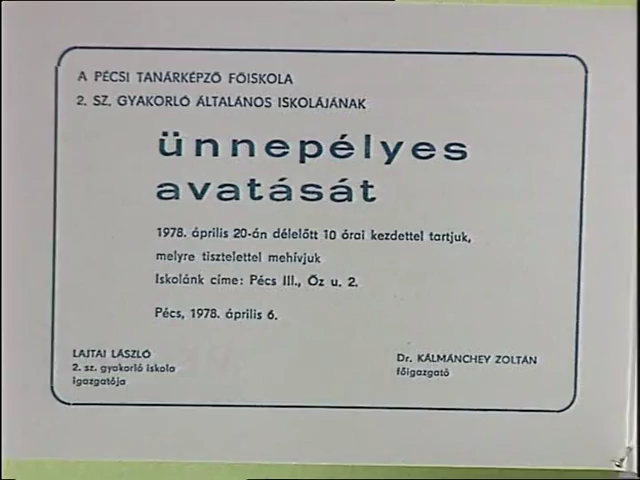 A PÉCSI TANÁRKÉPZŐ FŐISKOLA
2. SZ. GYAKORLÓ ÁLTALÁNOS ISKOLÁJÁNAK
ünnepélyes
avatását
1978. április 20-án délelőtt 10 órai kezdettel tartjuk,
melyre tisztelettel mehívjuk
Iskolánk címe: Pécs III., Őz u. 2.
Pécs, 1978. április 6.
LAJTAI LÁSZLÓ
2. sz. gyakorló iskola
igazgatója
Dr. KÁLMÁNCHEY ZOLTÁN
főigazgató